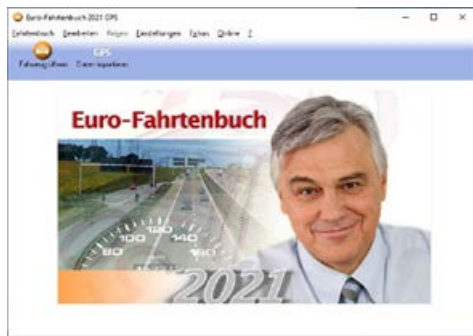 Euro-Fahrtenbuch 2021 GPS
Fahrtenbuch Bearbeiten Reisen Einstellungen Extras Online ?
GPS
Fahrzeug öffnen Daten importieren
Euro-Fahrtenbuch
80 100 120 140 160
2021